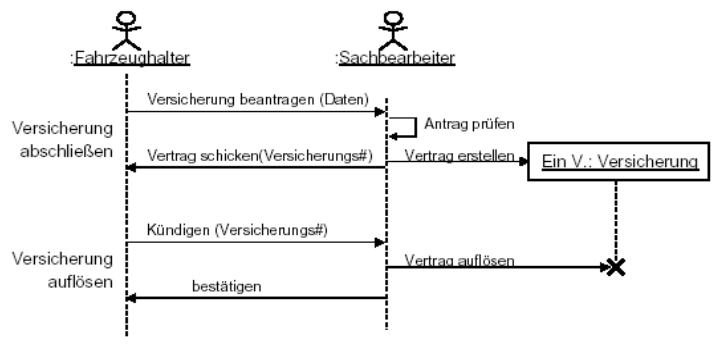 :Fahrzeughalter
:Sachbearbeiter
Versicherung beantragen (Daten)
Antrag prüfen
Versicherung
abschließen
Vertrag schicken(Versicherungs#)
Vertrag erstellen
Ein V.: Versicherung
Kündigen (Versicherungs#)
Versicherung
auflösen
Vertrag auflösen
bestätigen